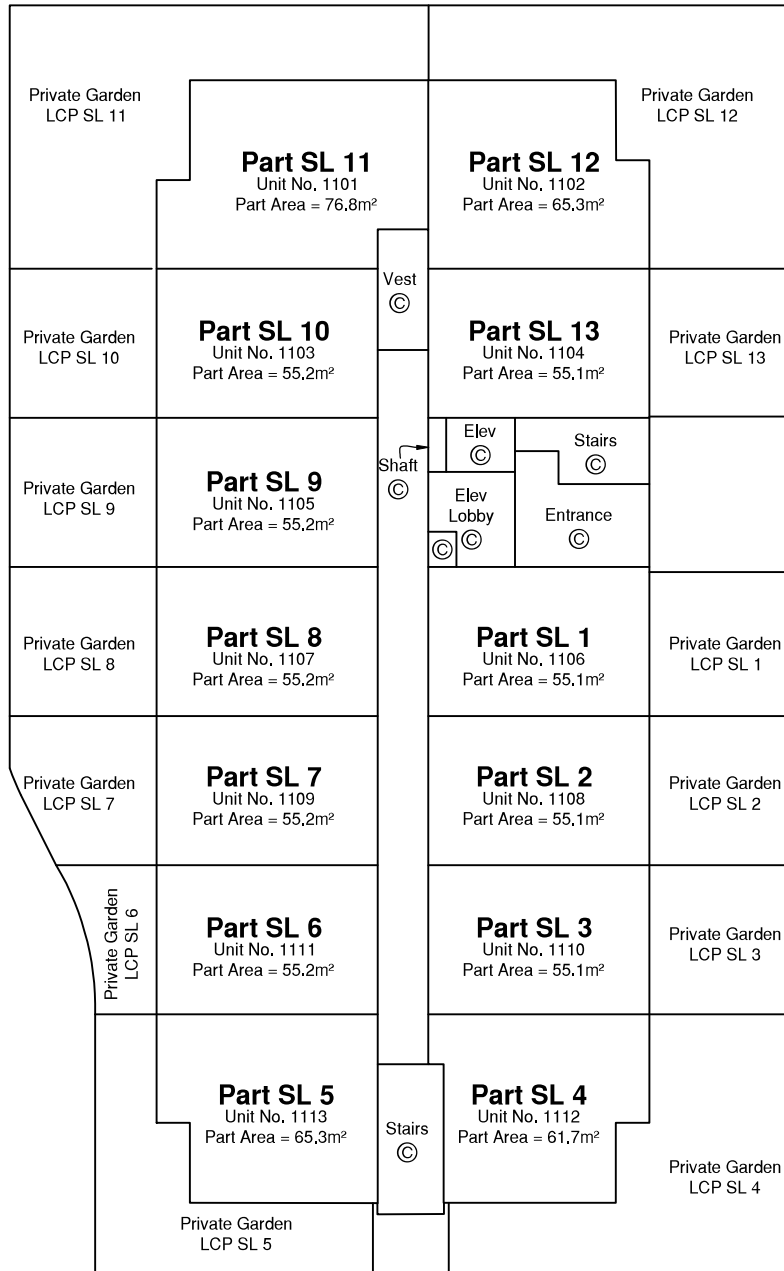 Private Garden
LCP SL 11
Part SL 11
Unit No. 1101
Part Area = 76.8m²
Part SL 12
Unit No. 1102
Part Area = 65.3m²
Private Garden
LCP SL 12
Vest
©
Private Garden
LCP SL 10
Part SL 10
Unit No. 1103
Part Area = 55.2m²
Part SL 13
Unit No. 1104
Part Area = 55.1m²
Private Garden
LCP SL 13
Private Garden
LCP SL 9
Part SL 9
Unit No. 1105
Part Area = 55.2m²
Shaft
©
Elev
©
Stairs
©
Elev
Lobby
©
©
Entrance
©
Private Garden
LCP SL 8
Part SL 8
Unit No. 1107
Part Area = 55.2m²
Part SL 1
Unit No. 1106
Part Area = 55.1m²
Private Garden
LCP SL 1
Private Garden
LCP SL 7
Part SL 7
Unit No. 1109
Part Area = 55.2m²
Part SL 2
Unit No. 1108
Part Area = 55.1m²
Private Garden
LCP SL 2
Private Garden
LCP SL 6
Part SL 6
Unit No. 1111
Part Area = 55.2m²
Part SL 3
Unit No. 1110
Part Area = 55.1m²
Private Garden
LCP SL 3
Part SL 5
Unit No. 1113
Part Area = 65.3m²
Stairs
©
Part SL 4
Unit No. 1112
Part Area = 61.7m²
Private Garden
LCP SL 4
Private Garden
LCP SL 5